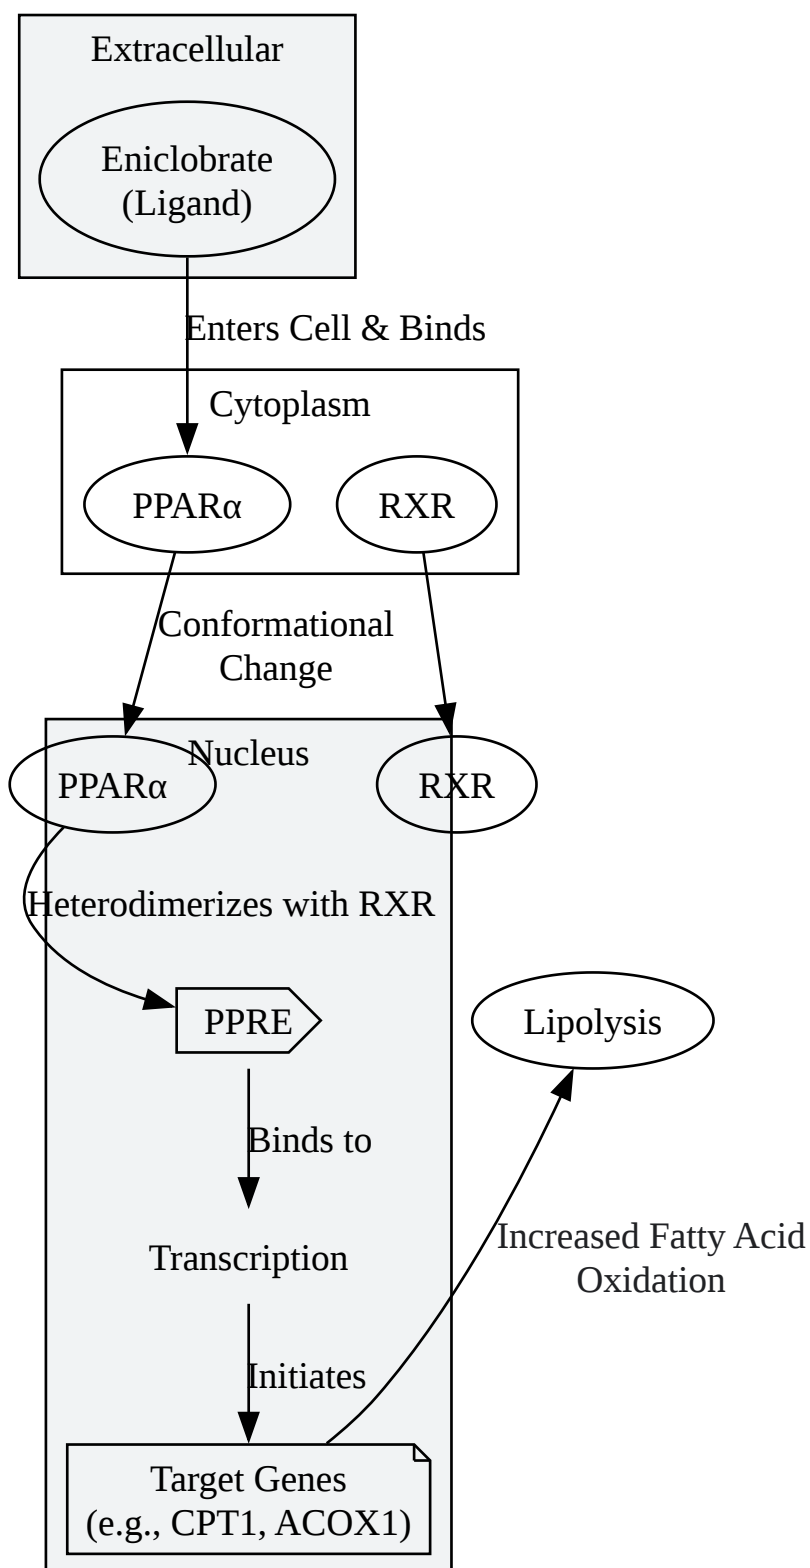 Extracellular
Eniclobrate
(Ligand)
Enters Cell & Binds
Cytoplasm
PPARα
RXR
Conformational
Change
Nucleus
PPARα
RXR
Heterodimerizes with RXR
PPRE
Lipolysis
Binds to
Increased Fatty Acid
Oxidation
Transcription
Initiates
Target Genes
(e.g., CPT1, ACOX1)